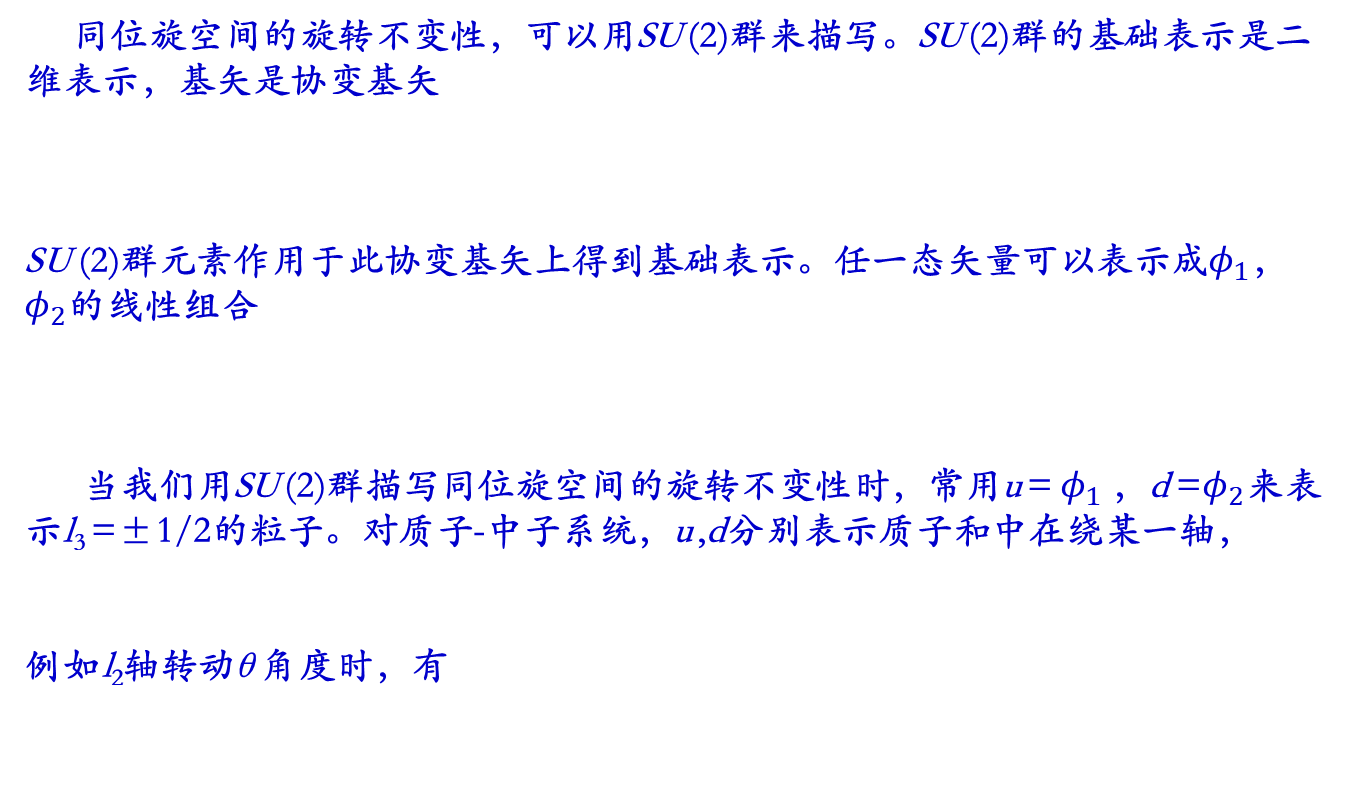 同位旋空间的旋转不变性，可以用SU(2)群来描写。SU(2)群的基础表示是二
维表示，基矢是协变基矢
SU(2)群元素作用于此协变基矢上得到基础表示。任一态矢量可以表示成ϕ₁，
ϕ₂的线性组合
当我们用SU(2)群描写同位旋空间的旋转不变性时，常用u= ϕ₁ ，d=ϕ₂来表
示I₃=±1/2的粒子。对质子-中子系统，u,d分别表示质子和中在绕某一轴，
例如I₂轴转动θ角度时，有